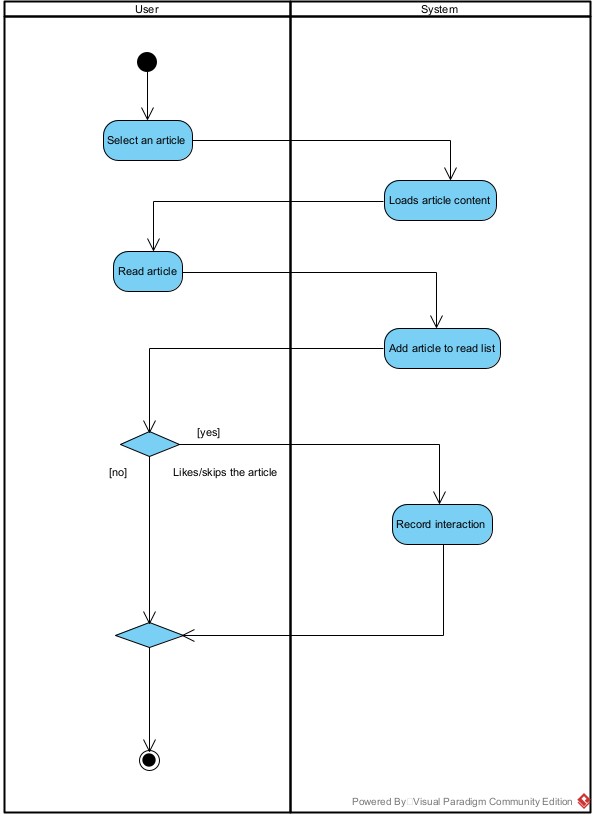 User
System
Select an article
Loads article content
Read article
Add article to read list
[yes]
[no]
Likes/skips the article
Record interaction
Powered By Visual Paradigm Community Edition